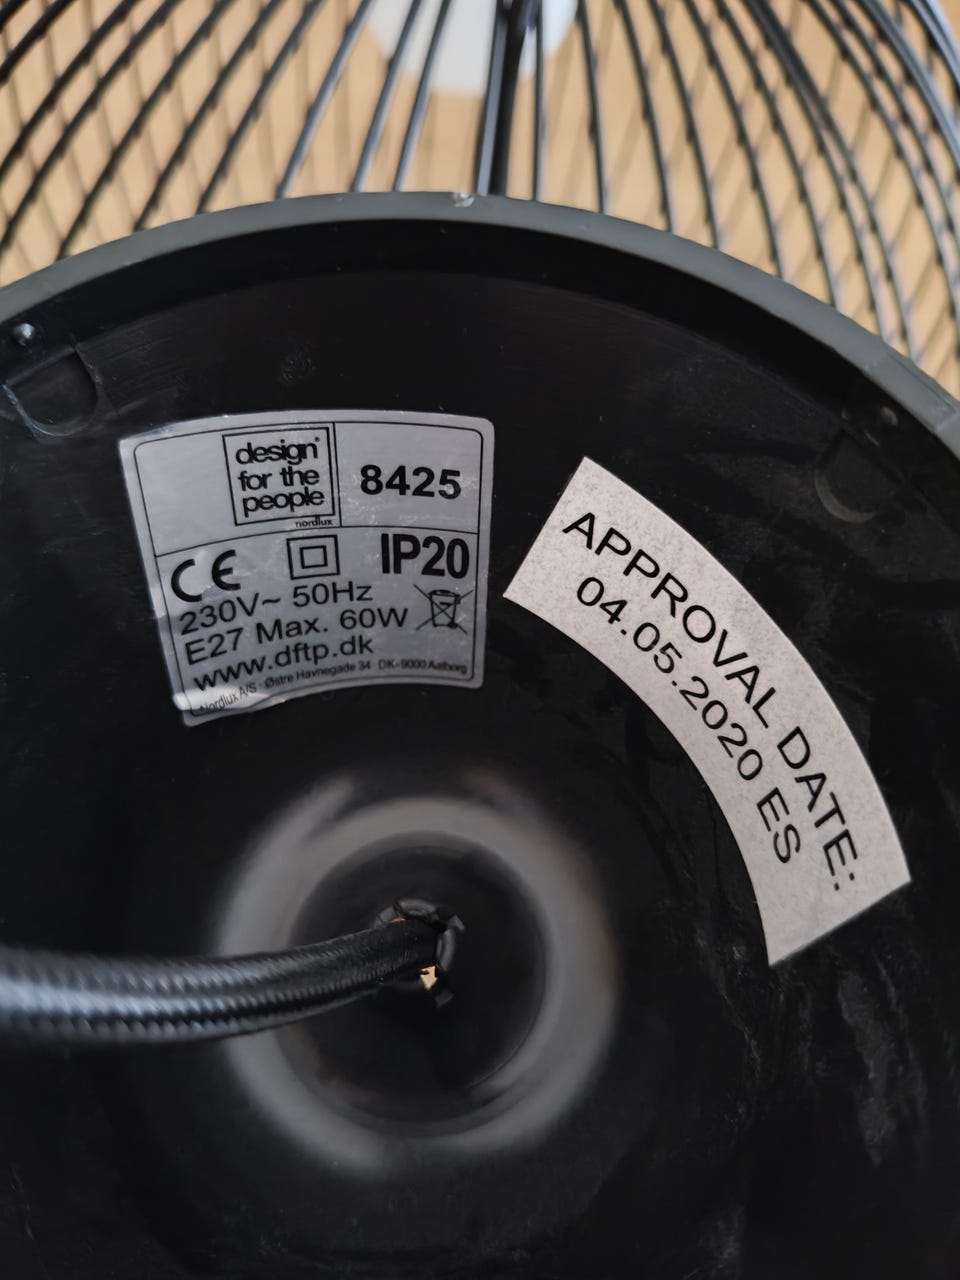 design®
for the
people
nordlux
8425
CE
IP20
230V~ 50Hz
E27 Max. 60W
www.dftp.dk
Nordlux A/S · Østre Havnegade 34 · DK-9000 Aalborg
APPROVAL DATE:
04.05.2020 ES